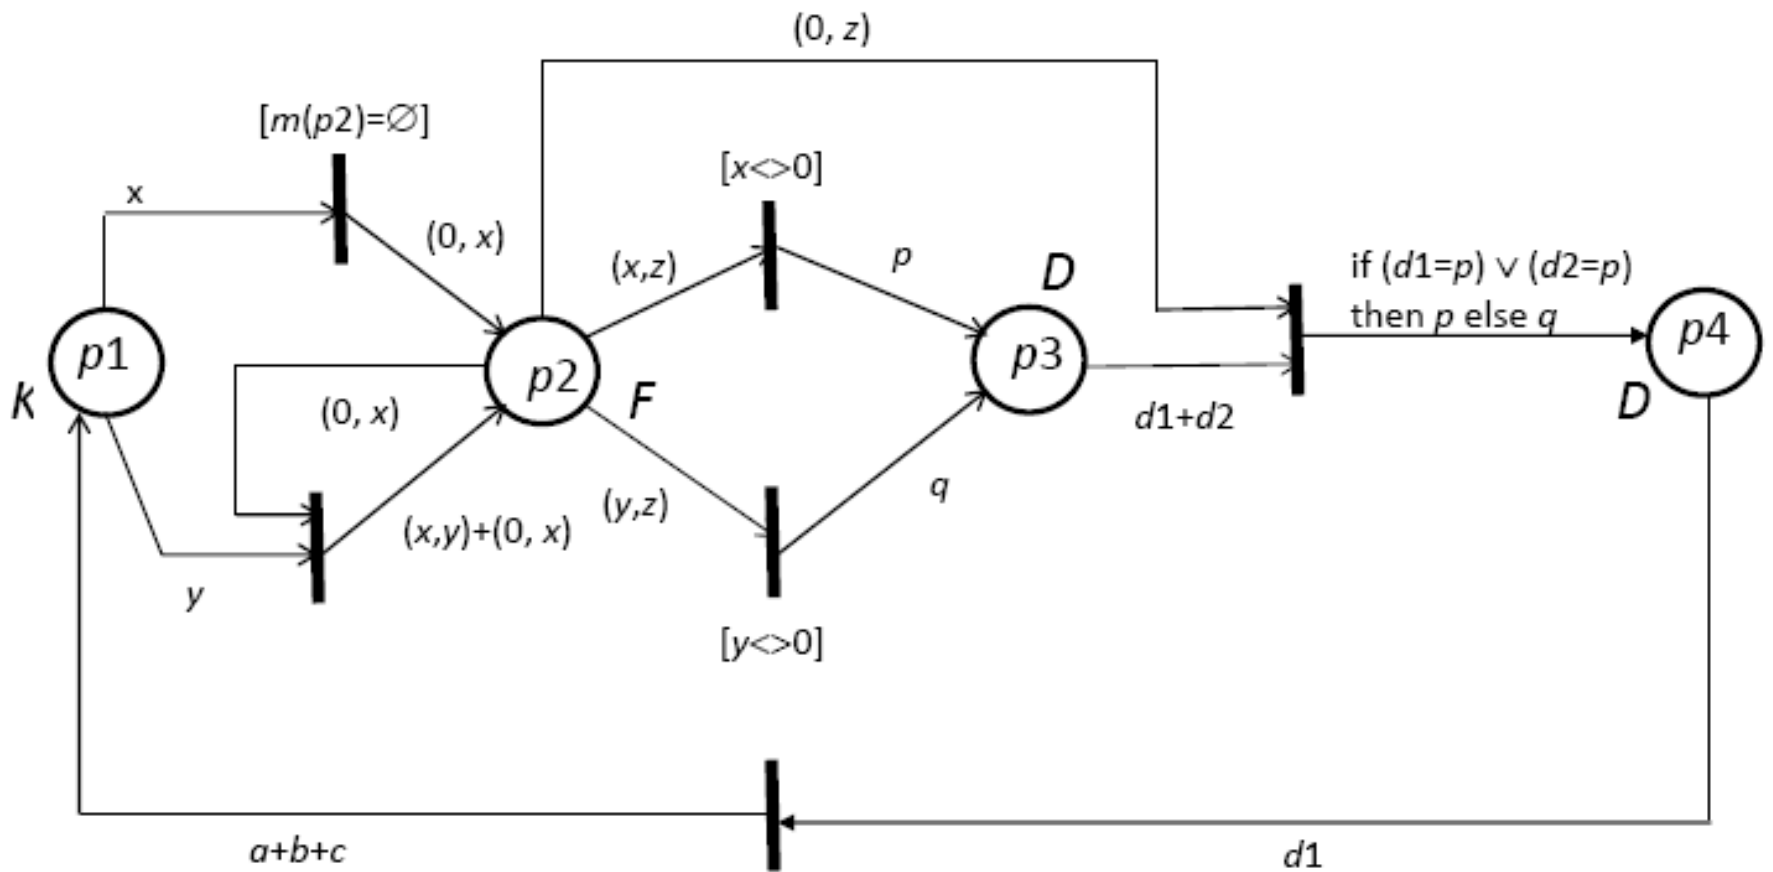 (0, z)
[m(p2)=∅]
[x<>0]
x
(0, x)
(x,z)
p
D
if (d1=p) ∨ (d2=p)
then p else q
p1
K
p2
F
p3
p4
D
(0, x)
d1+d2
(x,y)+(0, x)
(y,z)
q
y
[y<>0]
a+b+c
d1